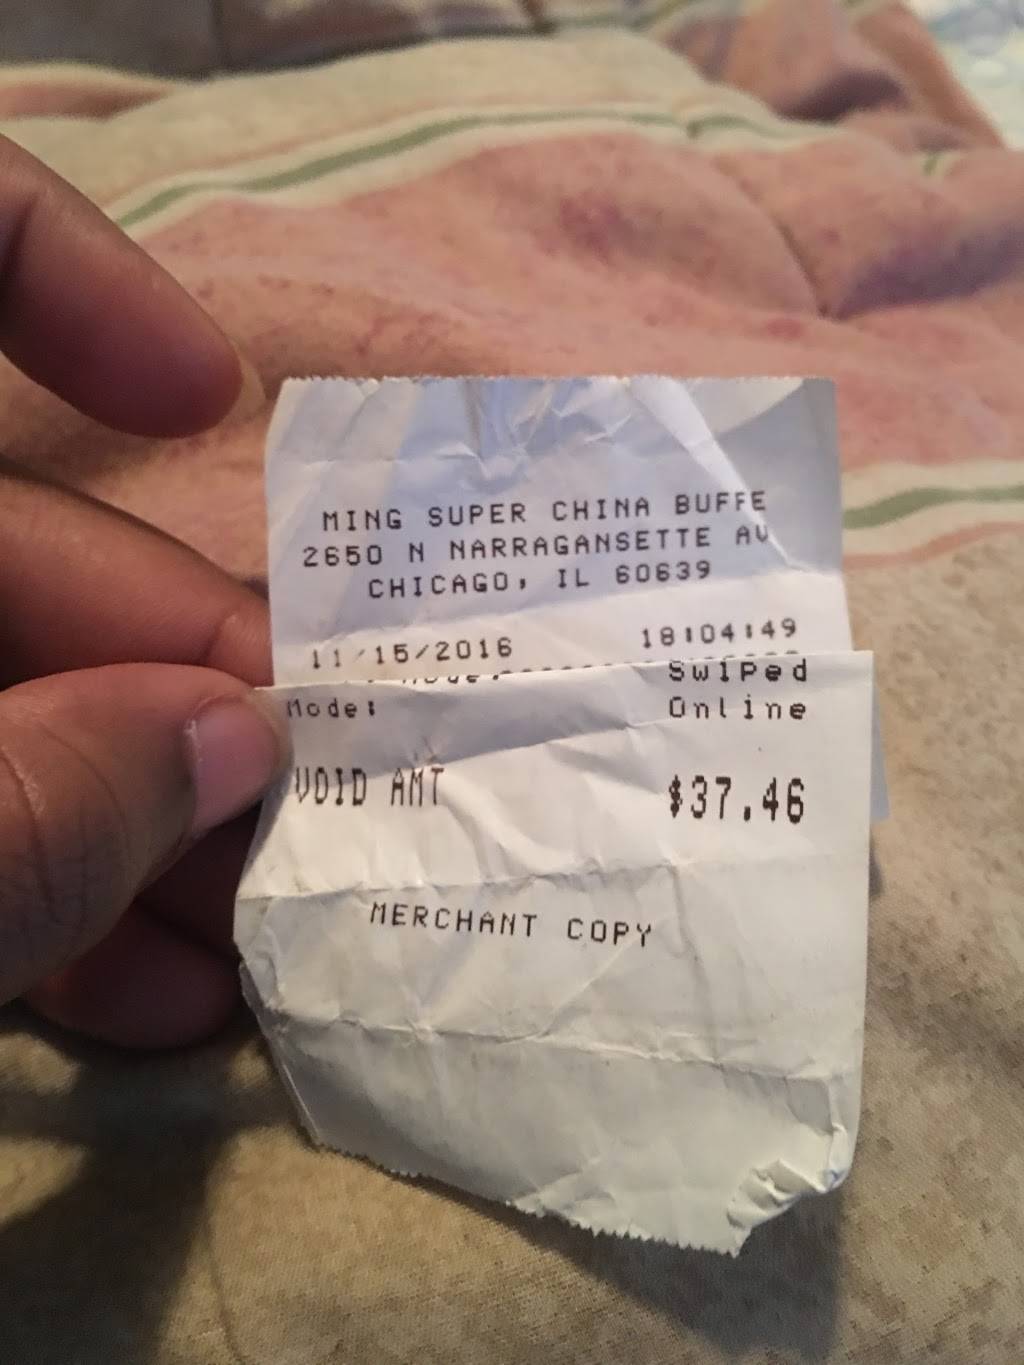 MING SUPER CHINA BUFFE
2650 N NARRAGANSETTE AV
CHICAGO, IL 60639
11/15/2016 18:04:49
Swiped
Mode: Online
VOID AMT $37.46
MERCHANT COPY